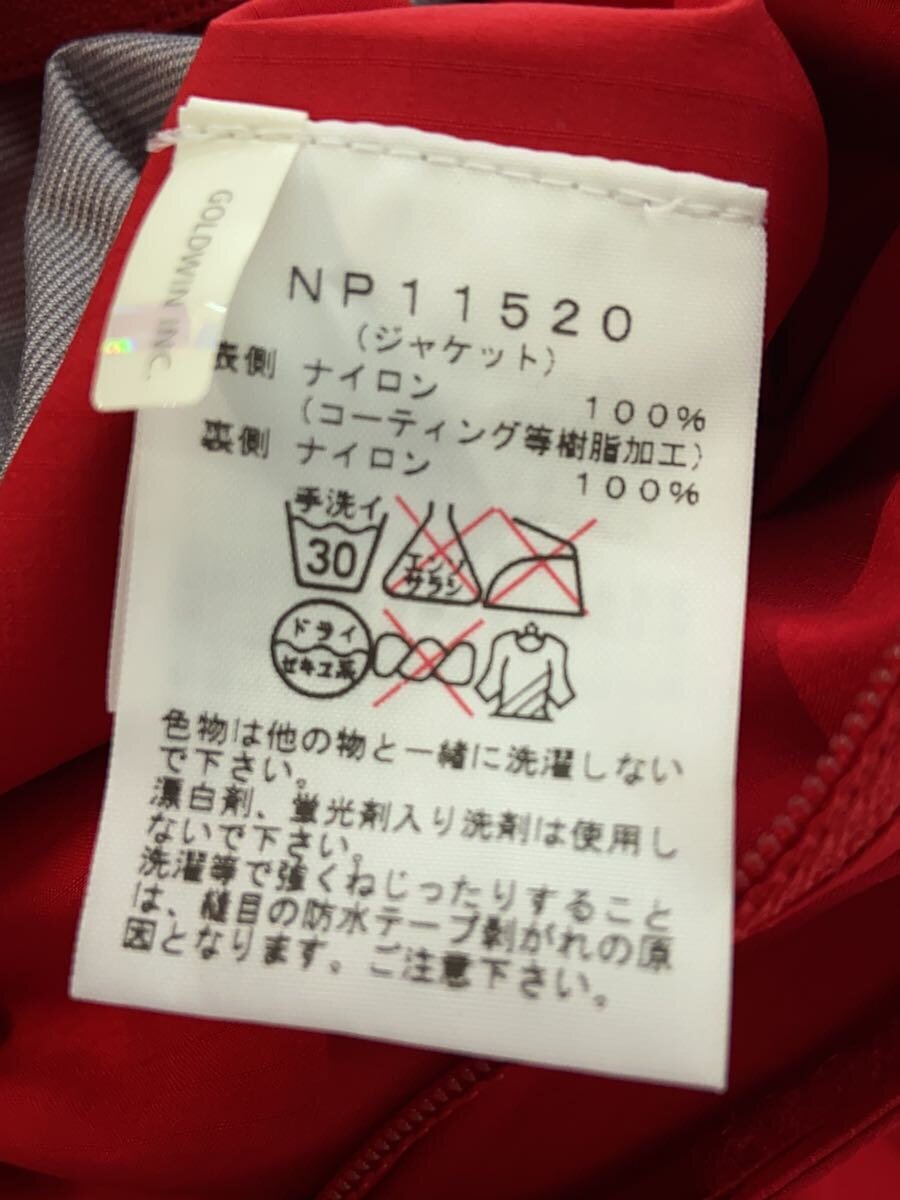 GOLDWIN INC.
NP11520
(ジャケット)
表側 ナイロン 100%
(コーティング等樹脂加工)
裏側 ナイロン 100%
手洗イ
30
エンソ
サラシ
ドライ
セキユ系
色物は他の物と一緒に洗濯しない
で下さい。
漂白剤、蛍光剤入り洗剤は使用し
ないで下さい。
洗濯等で強くねじったりすること
は、縫目の防水テープ剥がれの原
因となります。ご注意下さい。